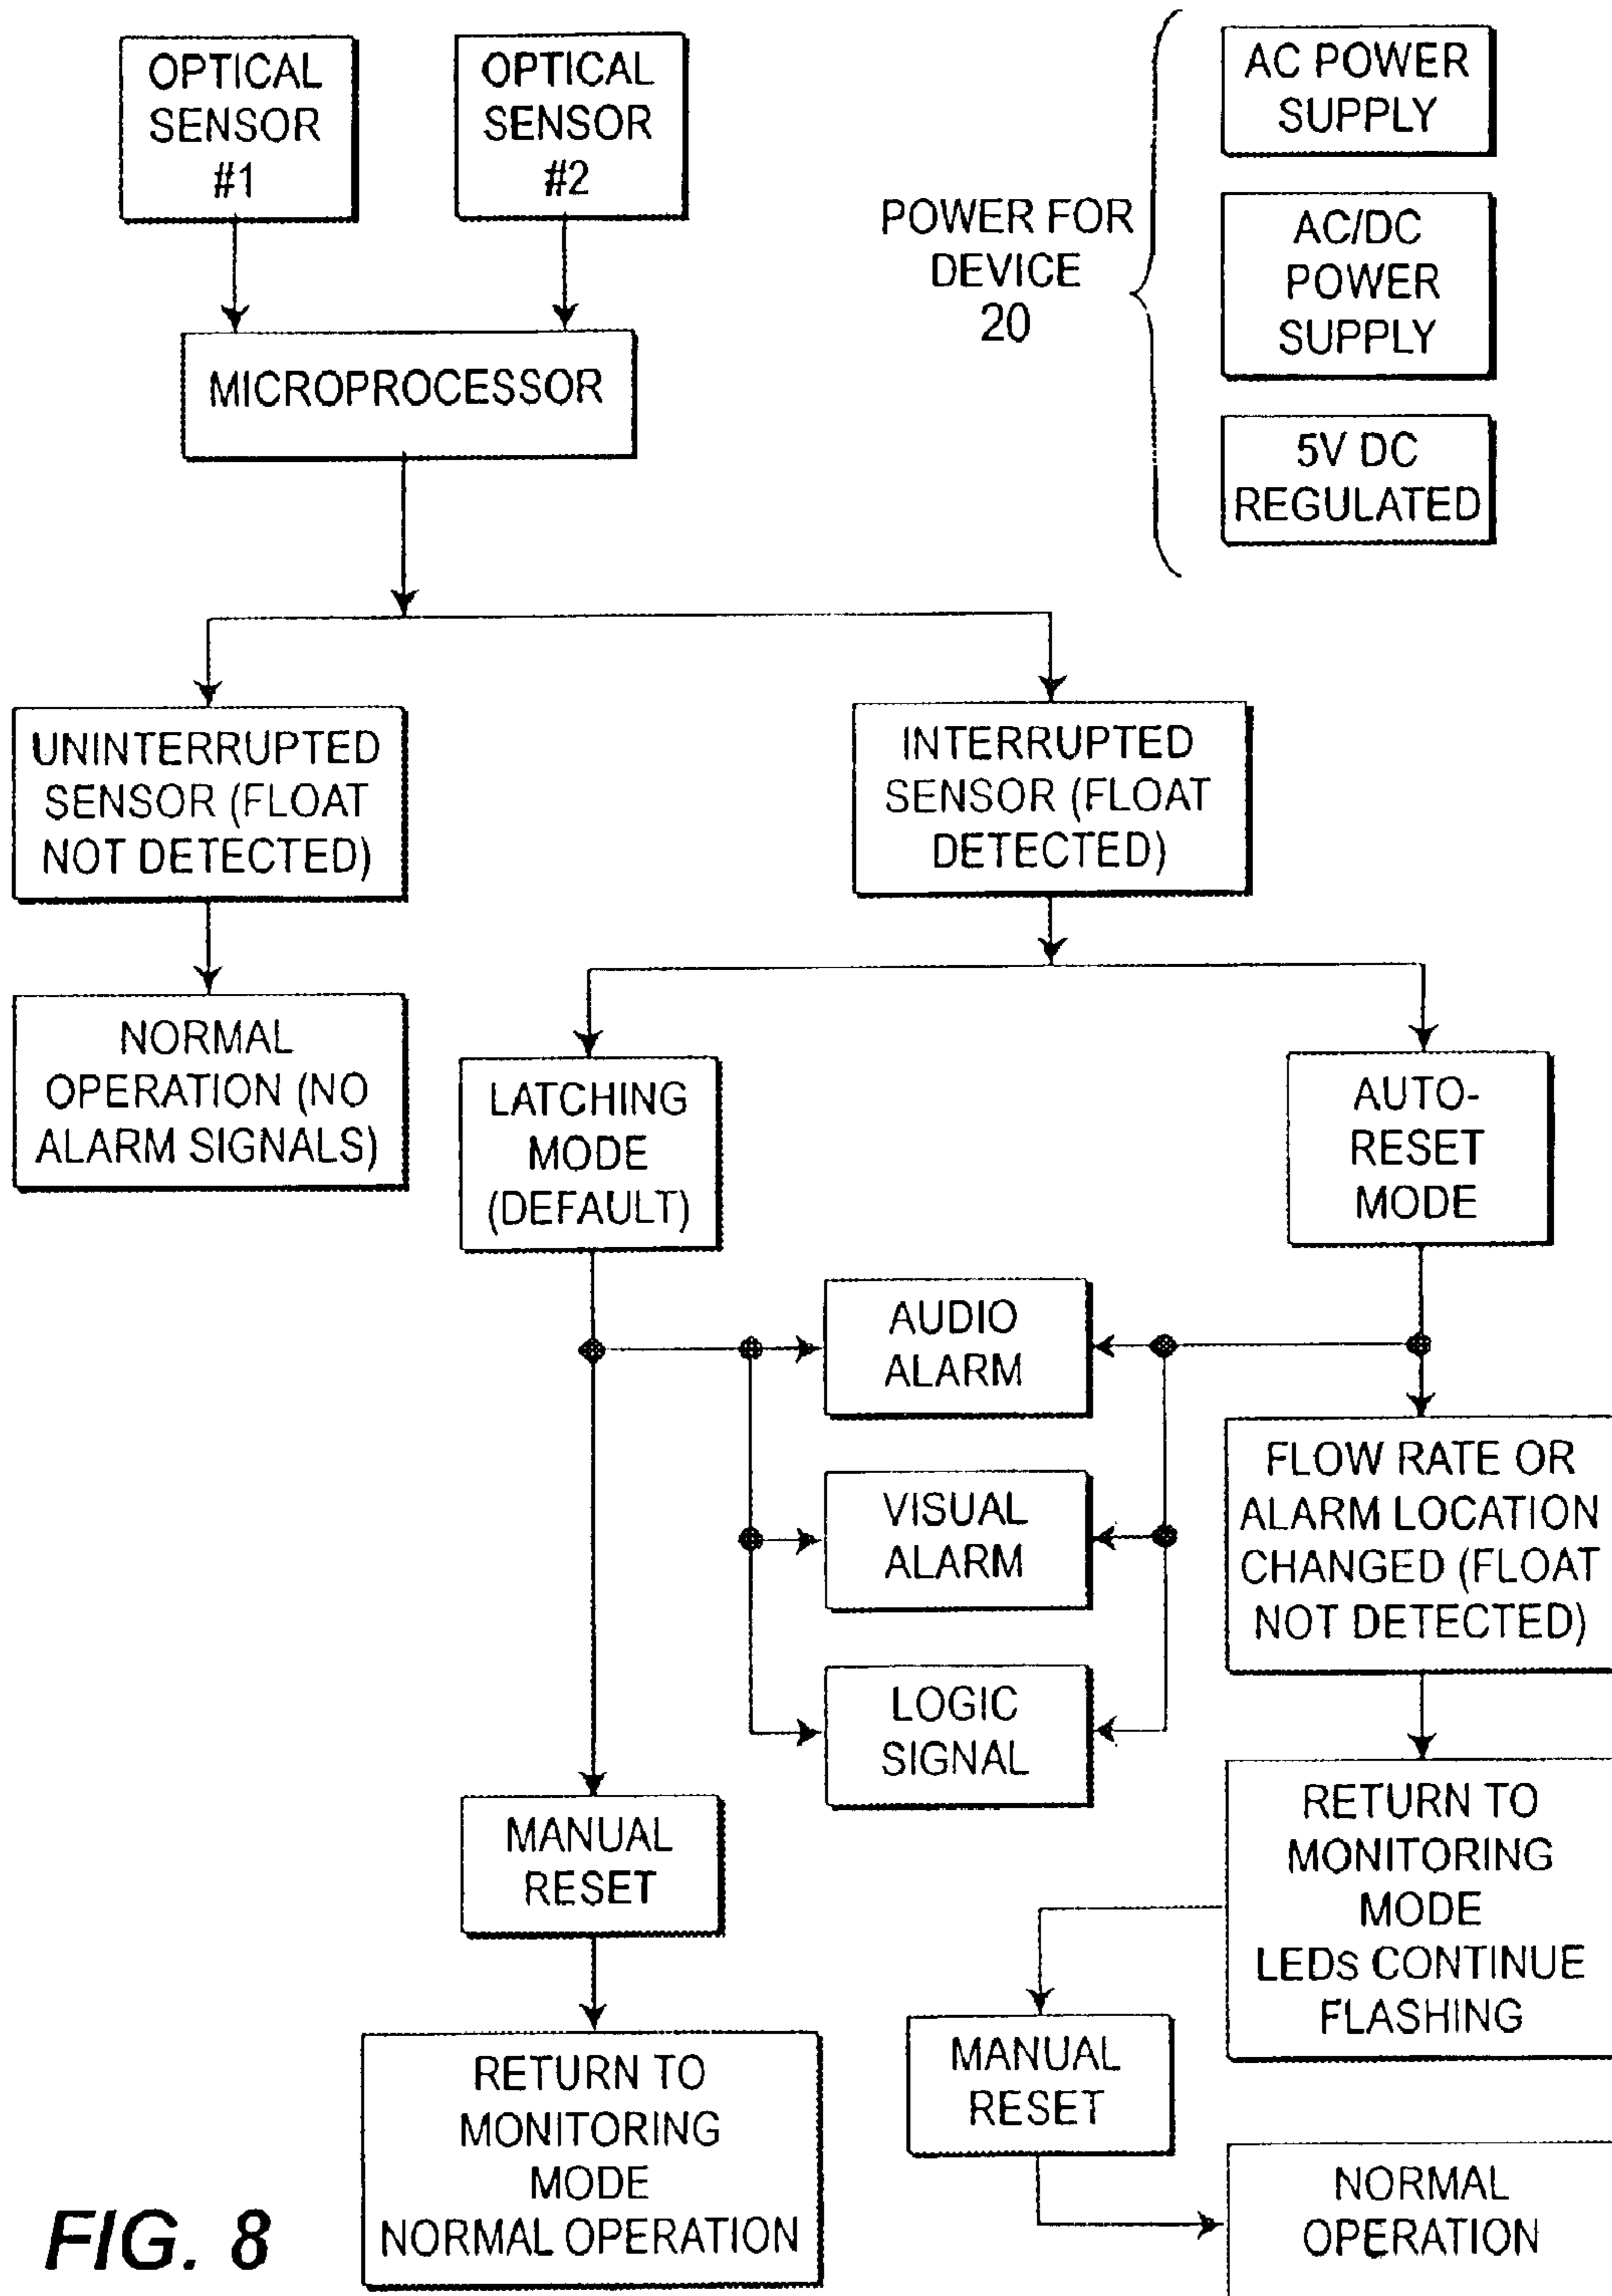 OPTICAL
SENSOR
#1
OPTICAL
SENSOR
#2
POWER FOR
DEVICE
20
AC POWER
SUPPLY
AC/DC
POWER
SUPPLY
5V DC
REGULATED
MICROPROCESSOR
UNINTERRUPTED
SENSOR (FLOAT
NOT DETECTED)
INTERRUPTED
SENSOR (FLOAT
DETECTED)
NORMAL
OPERATION (NO
ALARM SIGNALS)
LATCHING
MODE
(DEFAULT)
AUTO-
RESET
MODE
AUDIO
ALARM
VISUAL
ALARM
LOGIC
SIGNAL
FLOW RATE OR
ALARM LOCATION
CHANGED (FLOAT
NOT DETECTED)
MANUAL
RESET
RETURN TO
MONITORING
MODE
LEDs CONTINUE
FLASHING
RETURN TO
MONITORING
MODE
NORMAL OPERATION
MANUAL
RESET
NORMAL
OPERATION
FIG. 8